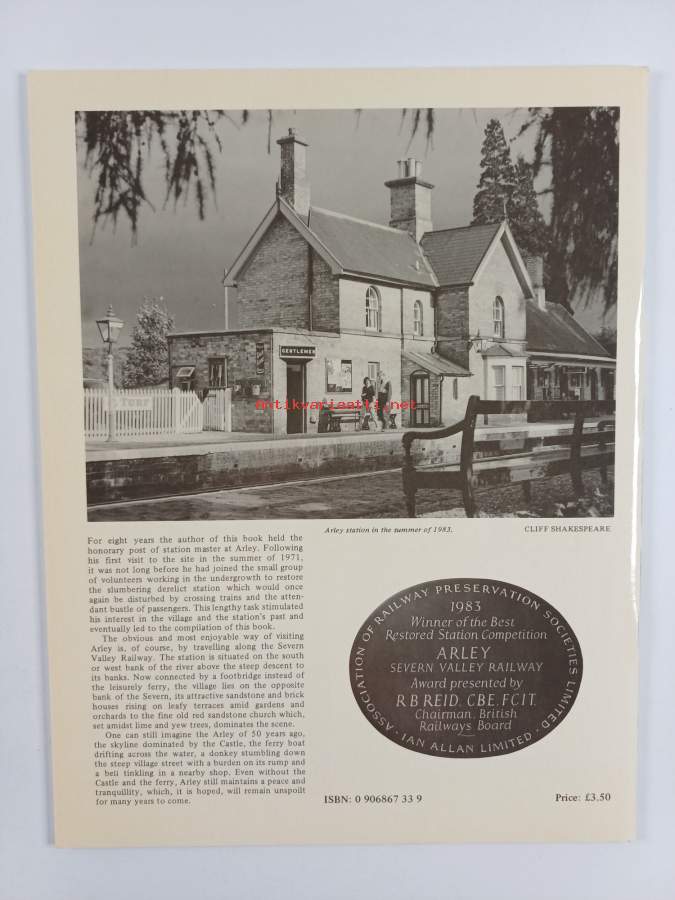 GENTLEMEN
antikvariaatti.net
Arley station in the summer of 1983.
CLIFF SHAKESPEARE
For eight years the author of this book held the
honorary post of station master at Arley. Following
his first visit to the site in the summer of 1971,
it was not long before he had joined the small group
of volunteers working in the undergrowth to restore
the slumbering derelict station which would once
again be disturbed by crossing trains and the atten-
dant bustle of passengers. This lengthy task stimulated
his interest in the village and the station's past and
eventually led to the compilation of this book.
The obvious and most enjoyable way of visiting
Arley is, of course, by travelling along the Severn
Valley Railway. The station is situated on the south
or west bank of the river above the steep descent to
its banks. Now connected by a footbridge instead of
the leisurely ferry, the village lies on the opposite
bank of the Severn, its attractive sandstone and brick
houses rising on leafy terraces amid gardens and
orchards to the fine old red sandstone church which,
set amidst lime and yew trees, dominates the scene.
One can still imagine the Arley of 50 years ago,
the skyline dominated by the Castle, the ferry boat
drifting across the water, a donkey stumbling down
the steep village street with a burden on its rump and
a bell tinkling in a nearby shop. Even without the
Castle and the ferry, Arley still maintains a peace and
tranquillity, which, it is hoped, will remain unspoilt
for many years to come.
ASSOCIATION OF RAILWAY PRESERVATION SOCIETIES LIMITED
1983
Winner of the Best
Restored Station Competition
ARLEY
SEVERN VALLEY RAILWAY
Award presented by
R B REID. CBE. FCIT.
Chairman. British
Railways Board
· IAN ALLAN LIMITED ·
ISBN: 0 906867 33 9
Price: £3.50